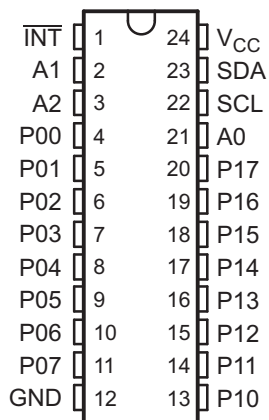 I̅N̅T̅ 1 24 VCC
A1 2 23 SDA
A2 3 22 SCL
P00 4 21 A0
P01 5 20 P17
P02 6 19 P16
P03 7 18 P15
P04 8 17 P14
P05 9 16 P13
P06 10 15 P12
P07 11 14 P11
GND 12 13 P10